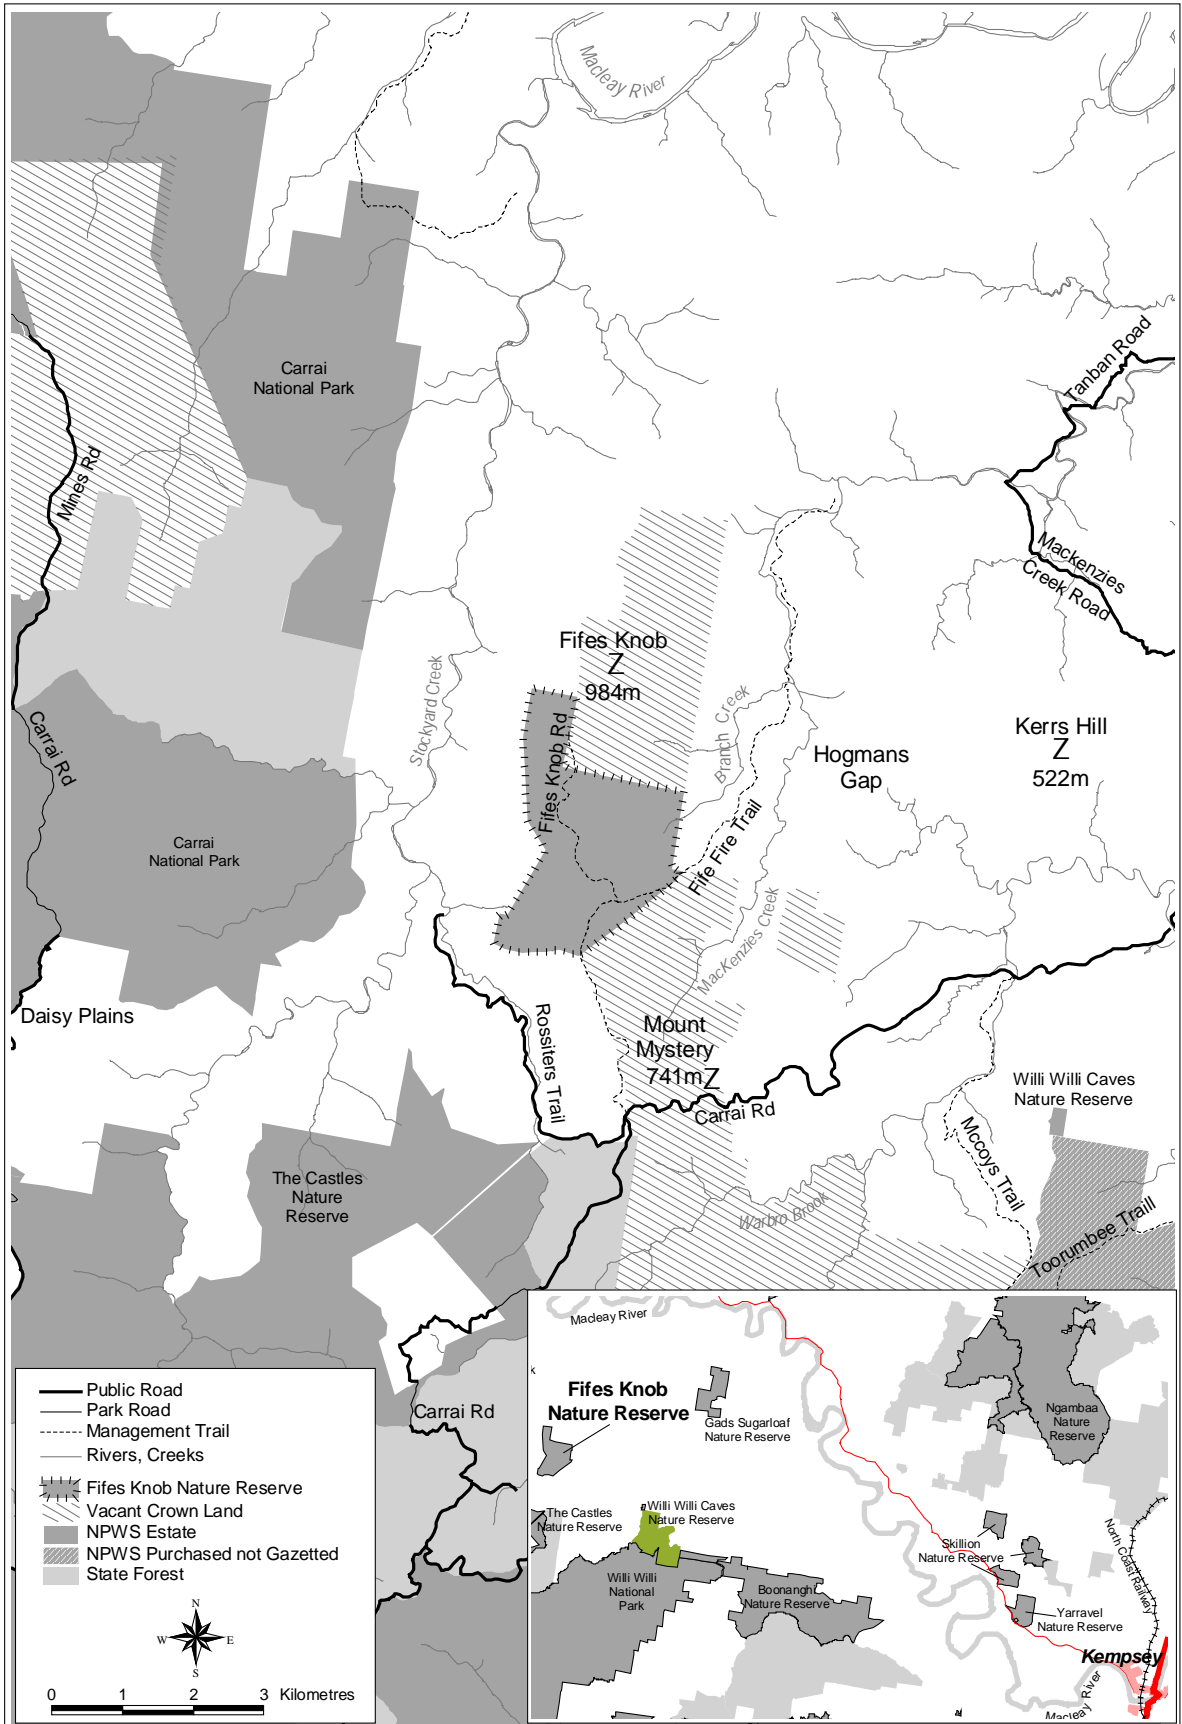 Macleay River
Tanban Road
Carrai
National Park
Mines Rd
Mackenzies
Creek Road
Fifes Knob
Z
984m
Stockyard Creek
Branch Creek
Carrai Rd
Fifes Knob Rd
Hogmans
Gap
Kerrs Hill
Z
522m
Carrai
National Park
Fife Fire Trail
MacKenzies Creek
Daisy Plains
Rossiters Trail
Mount
Mystery
741mZ
Carrai Rd
Willi Willi Caves
Nature Reserve
Mccoys Trail
The Castles
Nature
Reserve
Warbro Brook
Toorumbee Traill
Carrai Rd
Public Road
Park Road
Management Trail
Rivers, Creeks
Fifes Knob Nature Reserve
Vacant Crown Land
NPWS Estate
NPWS Purchased not Gazetted
State Forest
N
W
E
S
0 1 2 3 Kilometres
Macleay River
k
Fifes Knob
Nature Reserve
Gads Sugarloaf
Nature Reserve
Ngambaa
Nature
Reserve
The Castles
Nature Reserve
Willi Willi Caves
Nature Reserve
Skillion
Nature Reserve
North Coast Railway
Willi Willi
National
Park
Boonanghi
Nature Reserve
Yarravel
Nature Reserve
Kempsey
Macleay River
Macleay